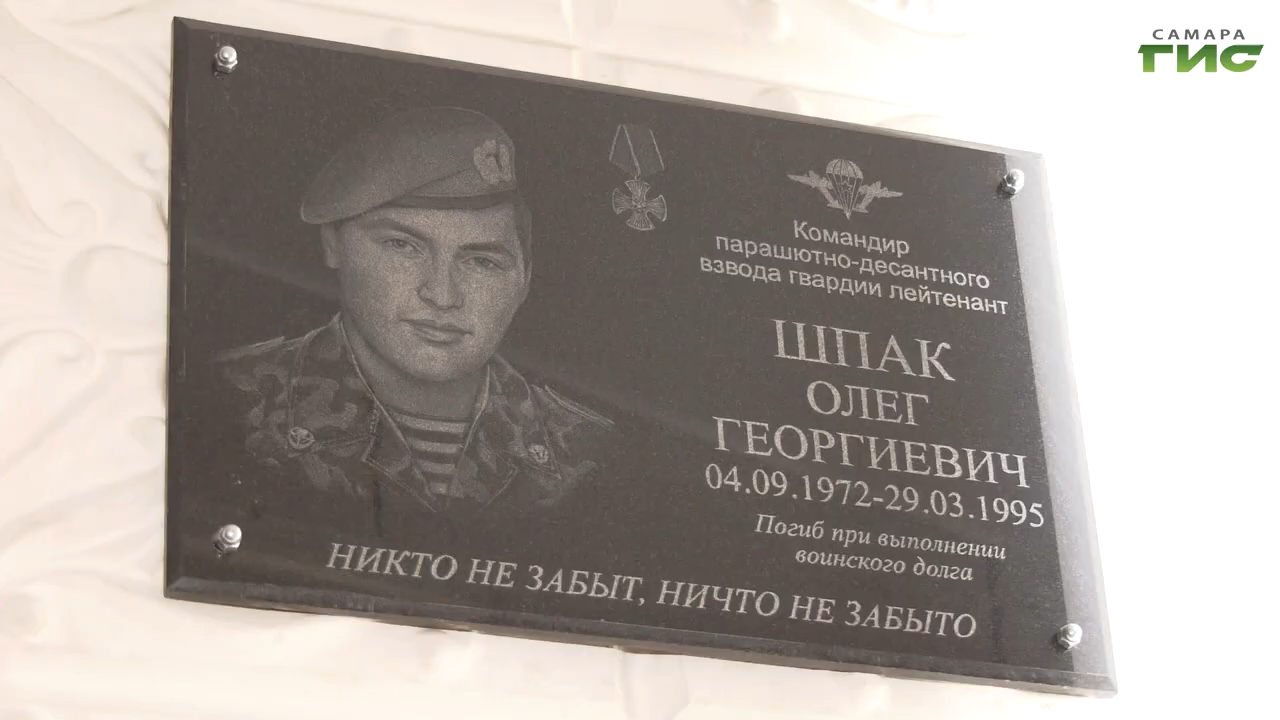 САМАРА
ГИС
Командир
парашютно-десантного
взвода гвардии лейтенант
ШПАК
ОЛЕГ
ГЕОРГИЕВИЧ
04.09.1972-29.03.1995
Погиб при выполнении
воинского долга
НИКТО НЕ ЗАБЫТ, НИЧТО НЕ ЗАБЫТО